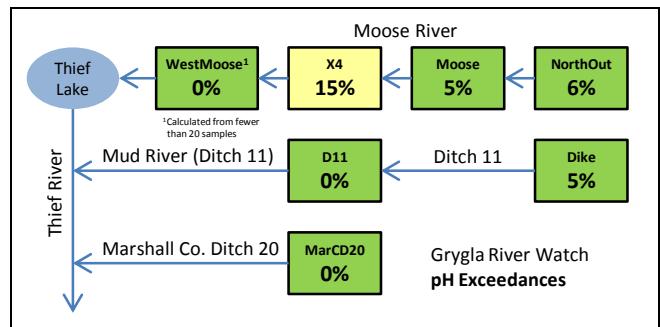 Moose River
Thief
Lake
WestMoose¹
0%
X4
15%
Moose
5%
NorthOut
6%
¹Calculated from fewer
than 20 samples
Thief River
Mud River (Ditch 11)
D11
0%
Ditch 11
Dike
5%
Marshall Co. Ditch 20
MarCD20
0%
Grygla River Watch
pH Exceedances